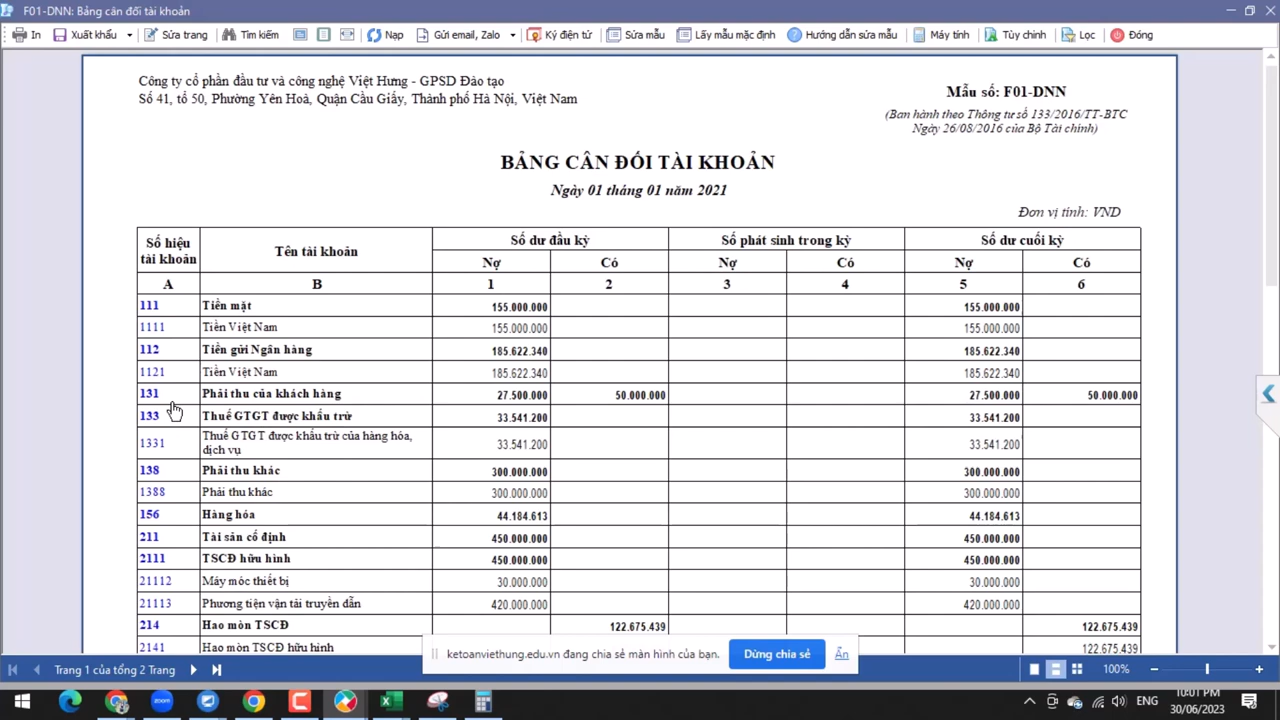 F01-DNN: Bảng cân đối tài khoản
In Xuất khẩu Sửa trang Tìm kiếm Nạp Gửi email, Zalo Ký điện tử Sửa mẫu Lấy mẫu mặc định Hướng dẫn sửa mẫu Máy tính Tùy chỉnh Lọc Đóng
Công ty cổ phần đầu tư và công nghệ Việt Hưng - GPSD Đào tạo
Số 41, tổ 50, Phường Yên Hoà, Quận Cầu Giấy, Thành phố Hà Nội, Việt Nam
Mẫu số: F01-DNN
(Ban hành theo Thông tư số 133/2016/TT-BTC
Ngày 26/08/2016 của Bộ Tài chính)
BẢNG CÂN ĐỐI TÀI KHOẢN
Ngày 01 tháng 01 năm 2021
Đơn vị tính: VND
Số hiệu tài khoản Tên tài khoản Số dư đầu kỳ Số phát sinh trong kỳ Số dư cuối kỳ
Nợ Có Nợ Có Nợ Có
A B 1 2 3 4 5 6
111 Tiền mặt 155.000.000 155.000.000
1111 Tiền Việt Nam 155.000.000 155.000.000
112 Tiền gửi Ngân hàng 185.622.340 185.622.340
1121 Tiền Việt Nam 185.622.340 185.622.340
131 Phải thu của khách hàng 27.500.000 50.000.000 27.500.000 50.000.000
133 Thuế GTGT được khấu trừ 33.541.200 33.541.200
1331 Thuế GTGT được khấu trừ của hàng hóa, dịch vụ 33.541.200 33.541.200
138 Phải thu khác 300.000.000 300.000.000
1388 Phải thu khác 300.000.000 300.000.000
156 Hàng hóa 44.184.613 44.184.613
211 Tài sản cố định 450.000.000 450.000.000
2111 TSCĐ hữu hình 450.000.000 450.000.000
21112 Máy móc thiết bị 30.000.000 30.000.000
21113 Phương tiện vận tải truyền dẫn 420.000.000 420.000.000
214 Hao mòn TSCĐ 122.675.439 122.675.439
2141 Hao mòn TSCĐ hữu hình
ketoanviethung.edu.vn đang chia sẻ màn hình của bạn. Dừng chia sẻ Ẩn
Trang 1 của tổng 2 Trang 100%
zoom ENG 10:01 PM
30/06/2023